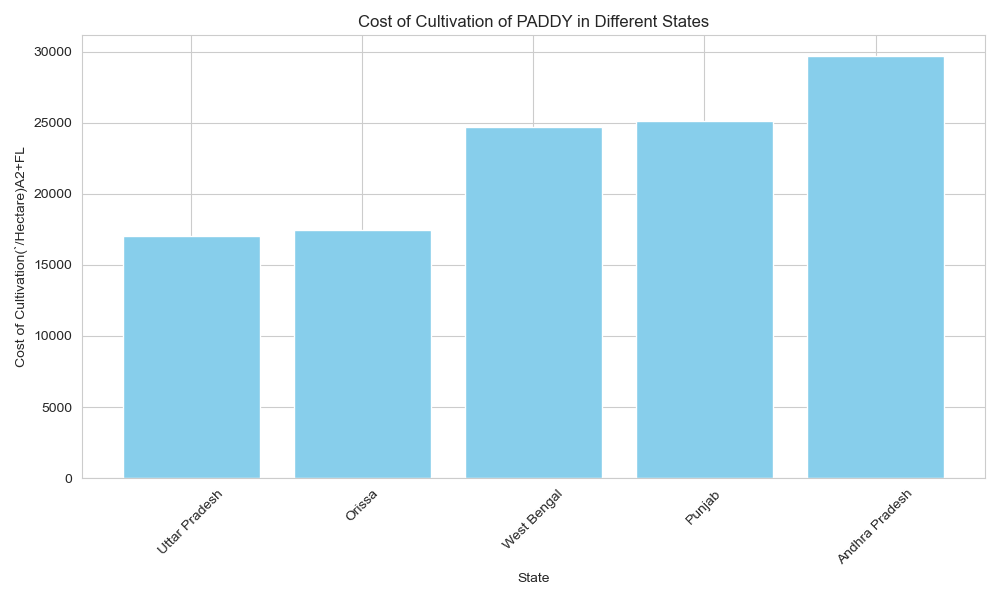 Cost of Cultivation of PADDY in Different States
Cost of Cultivation(`/Hectare)A2+FL
30000
25000
20000
15000
10000
5000
0
Uttar Pradesh
Orissa
West Bengal
Punjab
Andhra Pradesh
State